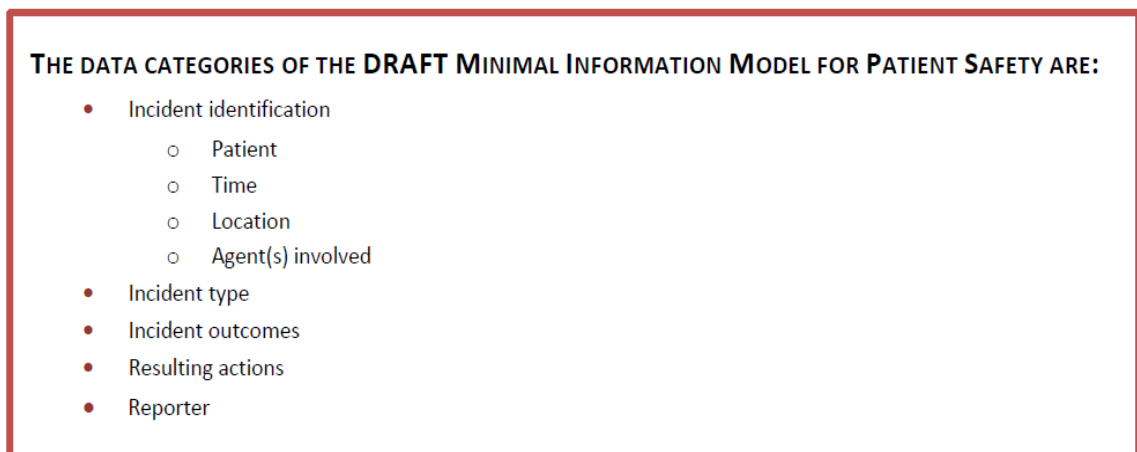 THE DATA CATEGORIES OF THE DRAFT MINIMAL INFORMATION MODEL FOR PATIENT SAFETY ARE:
• Incident identification
o Patient
o Time
o Location
o Agent(s) involved
• Incident type
• Incident outcomes
• Resulting actions
• Reporter